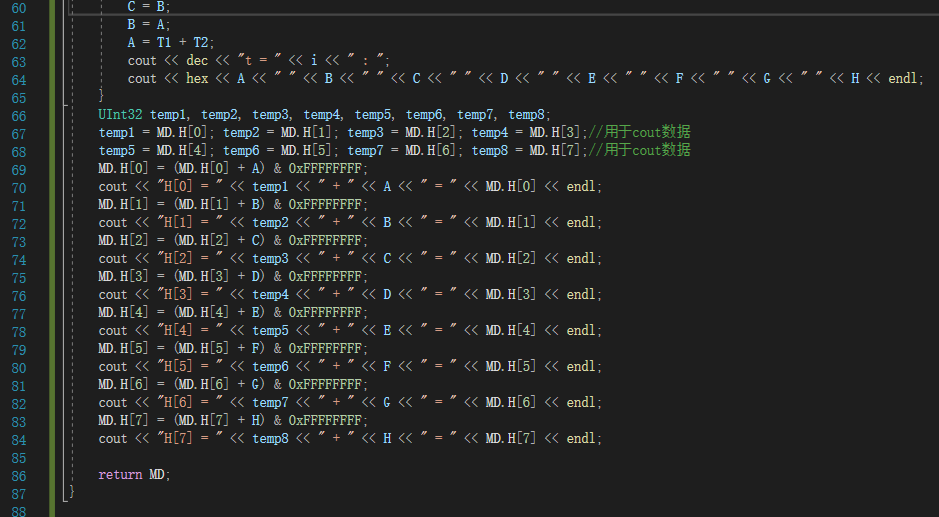 60 C = B;
61 B = A;
62 A = T1 + T2;
63 cout << dec << "t = " << i << " : ";
64 cout << hex << A << " " << B << " " << C << " " << D << " " << E << " " << F << " " << G << " " << H << endl;
65 }
66 UInt32 temp1, temp2, temp3, temp4, temp5, temp6, temp7, temp8;
67 temp1 = MD.H[0]; temp2 = MD.H[1]; temp3 = MD.H[2]; temp4 = MD.H[3];//用于cout数据
68 temp5 = MD.H[4]; temp6 = MD.H[5]; temp7 = MD.H[6]; temp8 = MD.H[7];//用于cout数据
69 MD.H[0] = (MD.H[0] + A) & 0xFFFFFFFF;
70 cout << "H[0] = " << temp1 << " + " << A << " = " << MD.H[0] << endl;
71 MD.H[1] = (MD.H[1] + B) & 0xFFFFFFFF;
72 cout << "H[1] = " << temp2 << " + " << B << " = " << MD.H[1] << endl;
73 MD.H[2] = (MD.H[2] + C) & 0xFFFFFFFF;
74 cout << "H[2] = " << temp3 << " + " << C << " = " << MD.H[2] << endl;
75 MD.H[3] = (MD.H[3] + D) & 0xFFFFFFFF;
76 cout << "H[3] = " << temp4 << " + " << D << " = " << MD.H[3] << endl;
77 MD.H[4] = (MD.H[4] + E) & 0xFFFFFFFF;
78 cout << "H[4] = " << temp5 << " + " << E << " = " << MD.H[4] << endl;
79 MD.H[5] = (MD.H[5] + F) & 0xFFFFFFFF;
80 cout << "H[5] = " << temp6 << " + " << F << " = " << MD.H[5] << endl;
81 MD.H[6] = (MD.H[6] + G) & 0xFFFFFFFF;
82 cout << "H[6] = " << temp7 << " + " << G << " = " << MD.H[6] << endl;
83 MD.H[7] = (MD.H[7] + H) & 0xFFFFFFFF;
84 cout << "H[7] = " << temp8 << " + " << H << " = " << MD.H[7] << endl;
85
86 return MD;
87 }
88